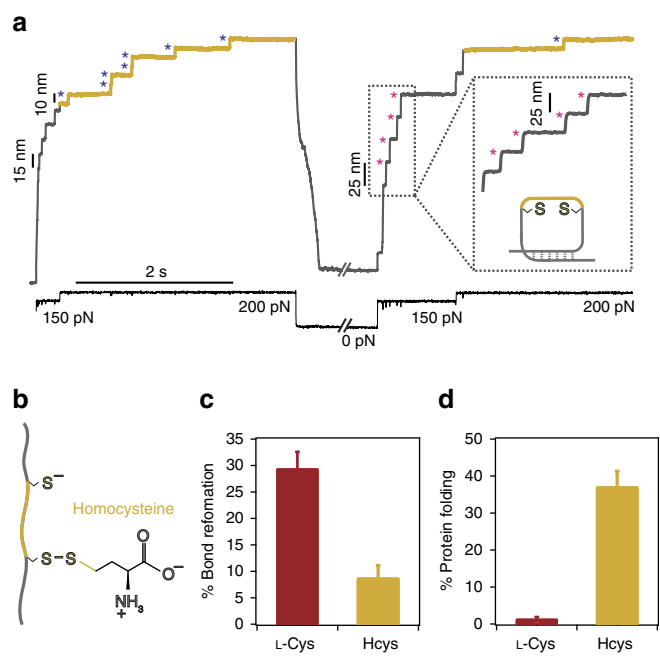 a
10 nm
15 nm
* * * * * * *
2 s
150 pN
200 pN
0 pN
25 nm
* * * *
*
150 pN
200 pN
25 nm
* * * * *
S S
b
S−
Homocysteine
S–S
O
O−
NH3
+
c
% Bond refomation
35
30
25
20
15
10
5
0
L-Cys
Hcys
d
% Protein folding
50
40
30
20
10
0
L-Cys
Hcys